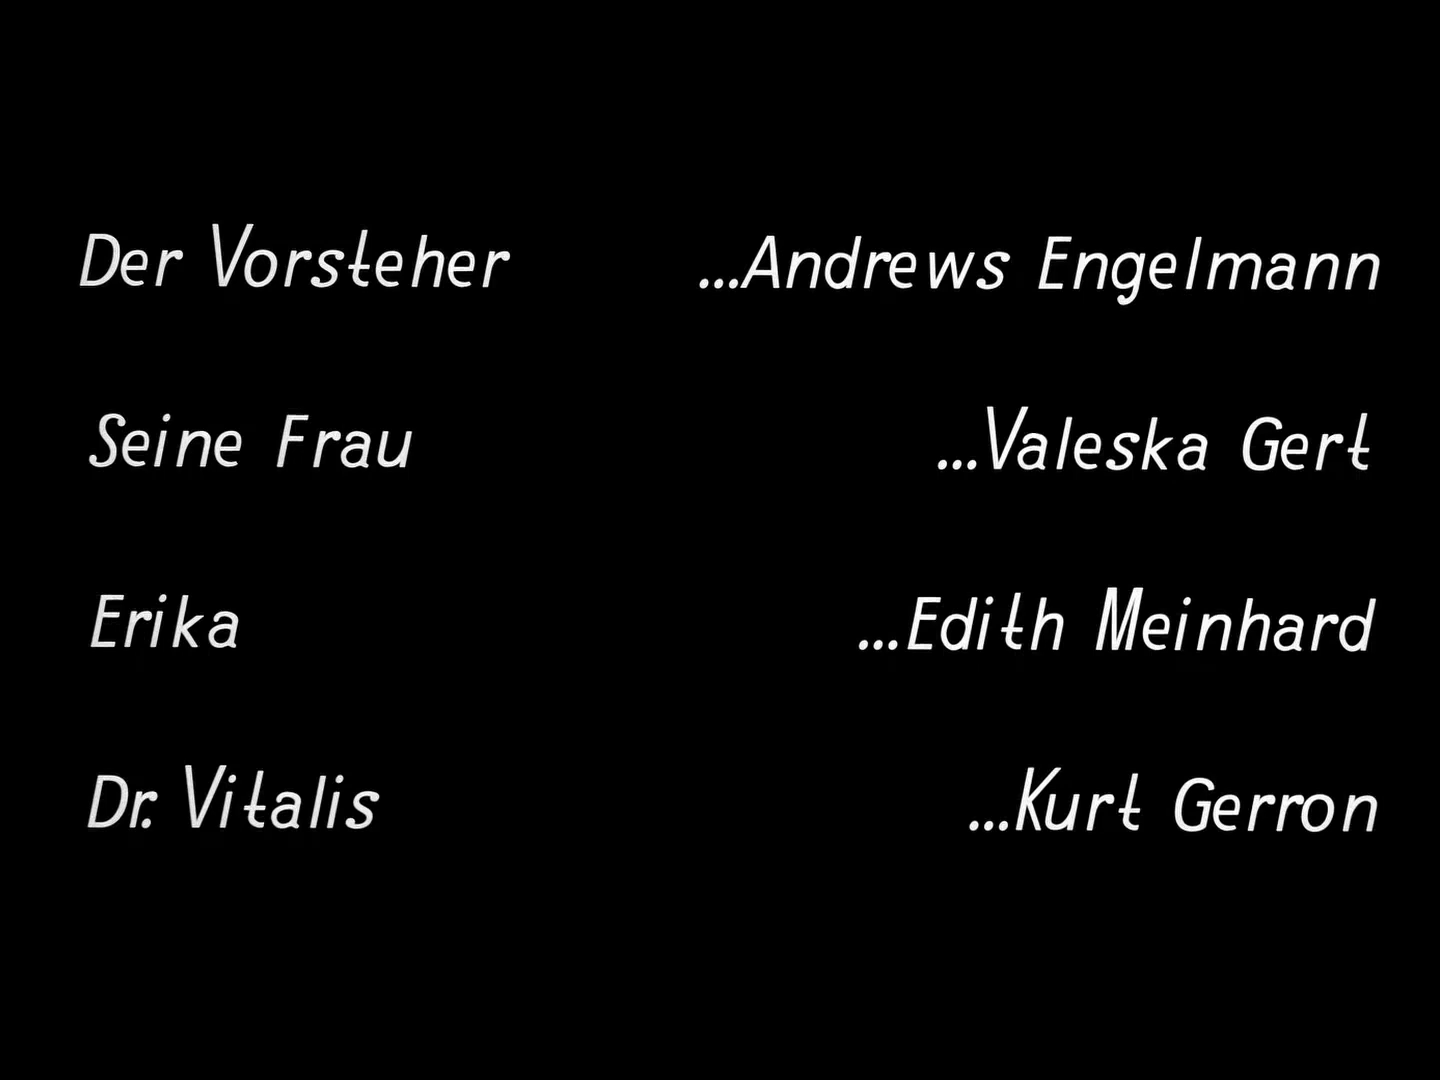 Der Vorsteher ...Andrews Engelmann
Seine Frau ...Valeska Gert
Erika ...Edith Meinhard
Dr. Vitalis ...Kurt Gerron